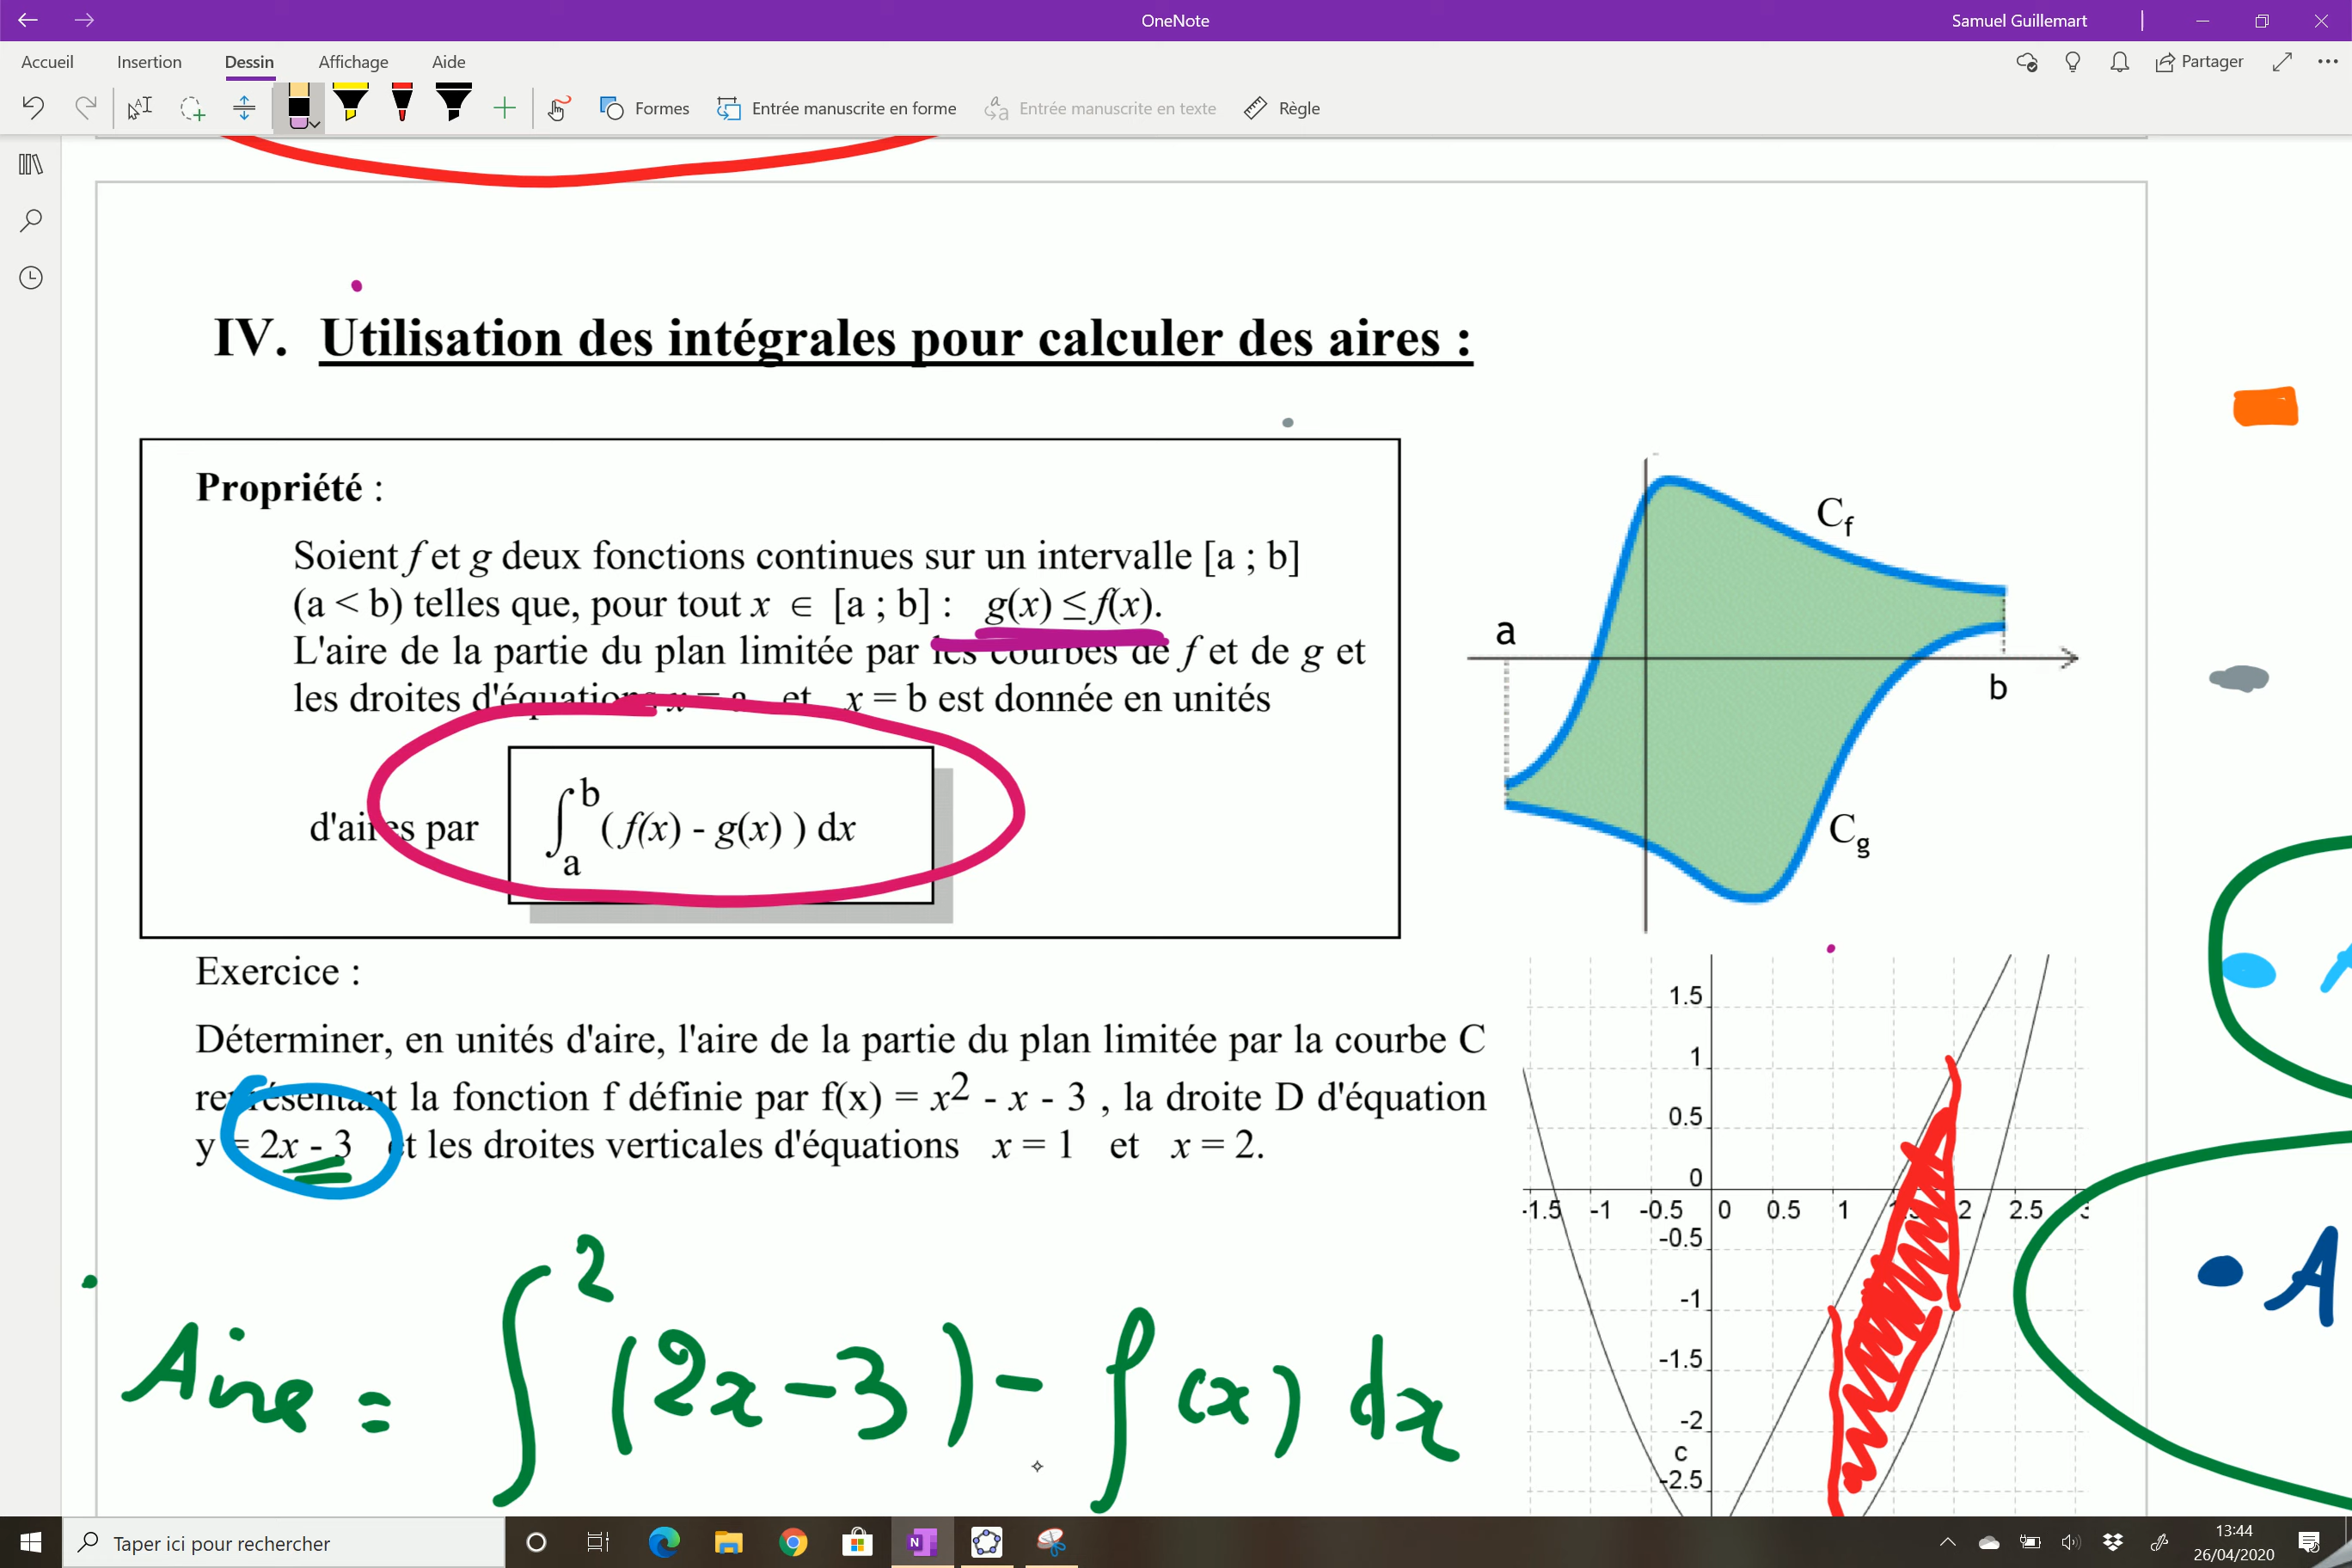 OneNote
Samuel Guillemart
Accueil Insertion Dessin Affichage Aide
Partager
Formes Entrée manuscrite en forme Entrée manuscrite en texte Règle
IV. Utilisation des intégrales pour calculer des aires :
Propriété :
Soient f et g deux fonctions continues sur un intervalle [a ; b]
(a < b) telles que, pour tout x ∈ [a ; b] : g(x) ≤ f(x).
L'aire de la partie du plan limitée par les courbes de f et de g et
les droites d'équations x = a et x = b est donnée en unités
d'aires par ∫ₐᵇ ( f(x) - g(x) ) dx
Cf
a
b
Cg
Exercice :
Déterminer, en unités d'aire, l'aire de la partie du plan limitée par la courbe C
représentant la fonction f définie par f(x) = x² - x - 3 , la droite D d'équation
y = 2x - 3 et les droites verticales d'équations x = 1 et x = 2.
1.5
1
0.5
0
-1.5 -1 -0.5 0 0.5 1 2 2.5
-0.5
-1
-1.5
-2
c
-2.5
Aire = ∫² (2x-3) - f(x) dx
A
Taper ici pour rechercher
13:44
26/04/2020